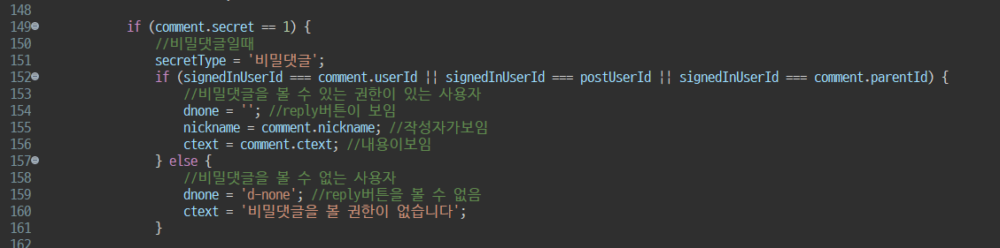 148
149 if (comment.secret == 1) {
150 //비밀댓글일때
151 secretType = '비밀댓글';
152 if (signedInUserId === comment.userId || signedInUserId === postUserId || signedInUserId === comment.parentId) {
153 //비밀댓글을 볼 수 있는 권한이 있는 사용자
154 dnone = ''; //reply버튼이 보임
155 nickname = comment.nickname; //작성자가보임
156 ctext = comment.ctext; //내용이보임
157 } else {
158 //비밀댓글을 볼 수 없는 사용자
159 dnone = 'd-none'; //reply버튼을 볼 수 없음
160 ctext = '비밀댓글을 볼 권한이 없습니다';
161 }
162